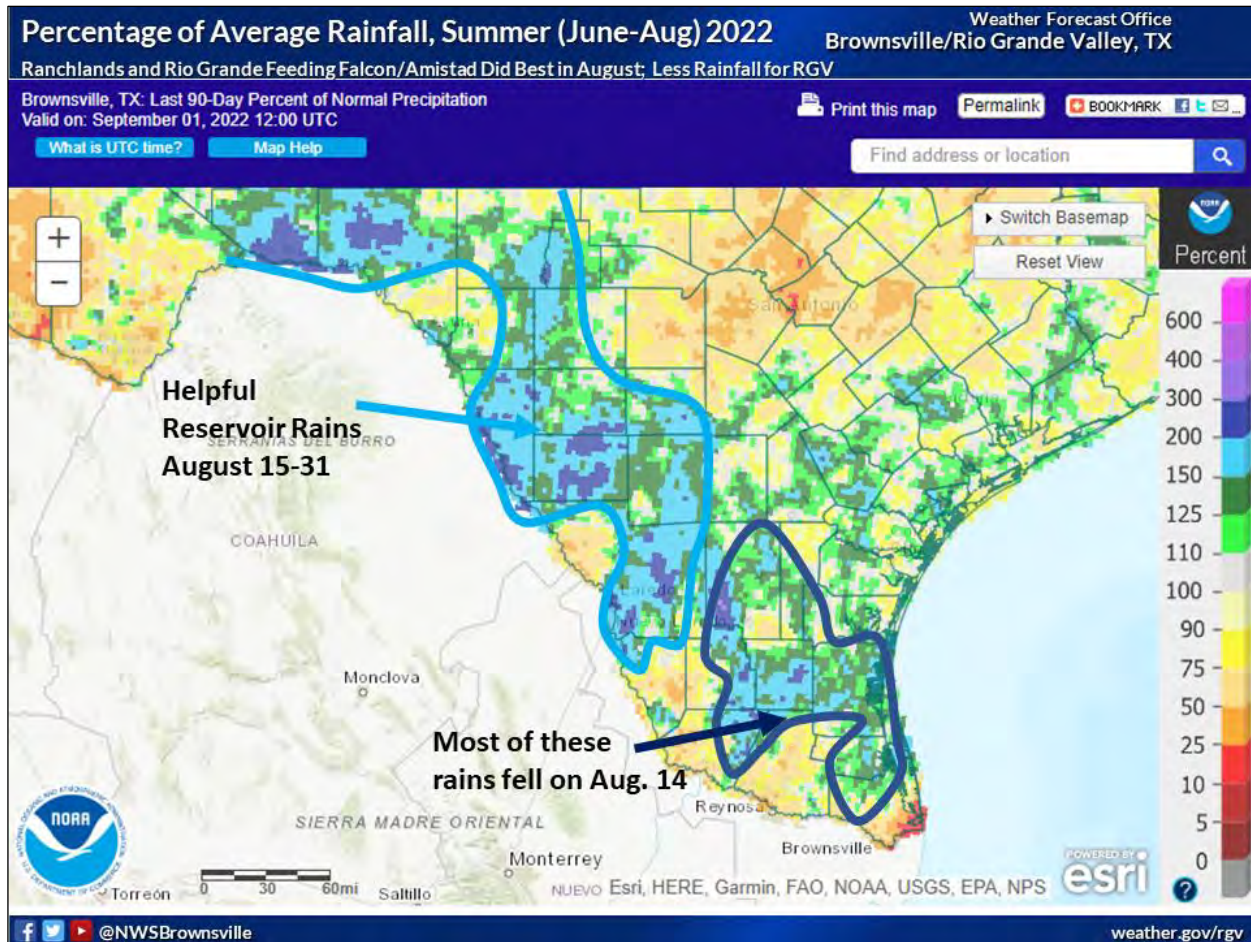 Percentage of Average Rainfall, Summer (June-Aug) 2022
Weather Forecast Office
Brownsville/Rio Grande Valley, TX
Ranchlands and Rio Grande Feeding Falcon/Amistad Did Best in August; Less Rainfall for RGV
Brownsville, TX: Last 90-Day Percent of Normal Precipitation
Valid on: September 01, 2022 12:00 UTC
Print this map
Permalink
BOOKMARK
What is UTC time?
Map Help
Find address or location
+
−
Switch Basemap
Reset View
NOAA
Percent
600
400
300
200
150
125
110
100
90
75
50
25
10
5
0
San Antonio
Helpful
Reservoir Rains
August 15-31
SERRANIAS DEL BURRO
COAHUILA
Laredo
Monclova
Most of these
rains fell on Aug. 14
Reynosa
SIERRA MADRE ORIENTAL
Brownsville
Monterrey
NOAA
0 30 60mi
Torreón
Saltillo
NUEVO
Esri, HERE, Garmin, FAO, NOAA, USGS, EPA, NPS
POWERED BY
esri
?
@NWSBrownsville
weather.gov/rgv